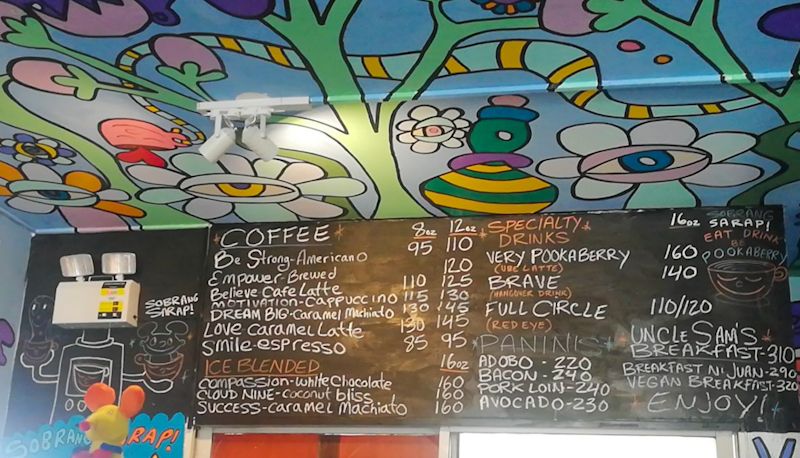 COFFEE 8oz 12oz
Be Strong-Americano 95 110
Empower Brewed 120
Believe Cafe Latte 110 130
Motivation-Cappuccino 115 130
DREAM BIG-Caramel Machiato 130 145
Love Caramel Latte 130 145
Smile-espresso 85 95
ICE BLENDED 16oz
COMPASSION-White Chocolate 160
CLOUD NINE-coconut bliss 160
SUCCESS-caramel Machiato 160
SPECIALTY DRINKS 16oz
VERY POOKABERRY 160
(UBE LATTE)
BRAVE 140
(HANGOVER DRINK)
FULL CIRCLE 110/120
(RED EYE)
PANINIS
ADOBO - 220
BACON - 240
PORK LOIN - 240
AVOCADO - 230
SOBRANG
SARAP!
EAT DRINK
BE
POOKABERRY
UNCLE SAM'S
BREAKFAST-310
BREAKFAST NI JUAN-290
VEGAN BREAKFAST-320
ENJOY!
SOBRANG
SARAP!
SOBRANG ARAP!